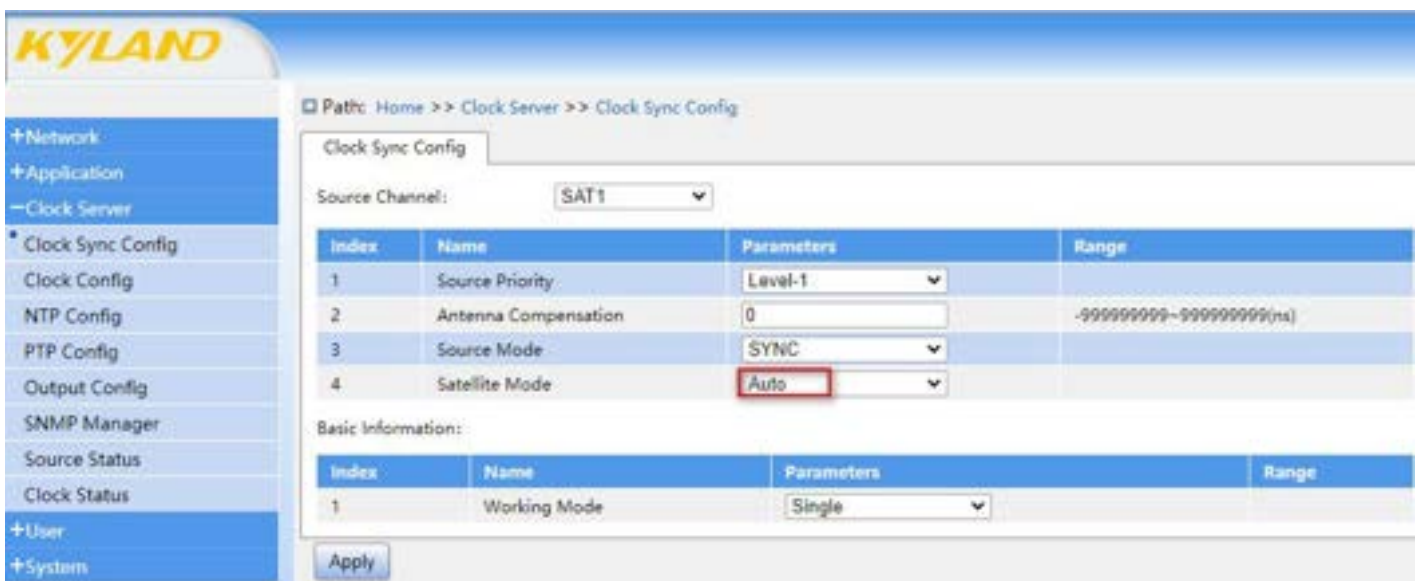 KYLAND
Path: Home >> Clock Server >> Clock Sync Config
+Network
+Application
−Clock Server
Clock Sync Config
Clock Config
NTP Config
PTP Config
Output Config
SNMP Manager
Source Status
Clock Status
+User
+System
Clock Sync Config
Source Channel: SAT1
Index Name Parameters Range
1 Source Priority Level-1
2 Antenna Compensation 0 -999999999~999999999(ns)
3 Source Mode SYNC
4 Satellite Mode Auto
Basic Information:
Index Name Parameters Range
1 Working Mode Single
Apply